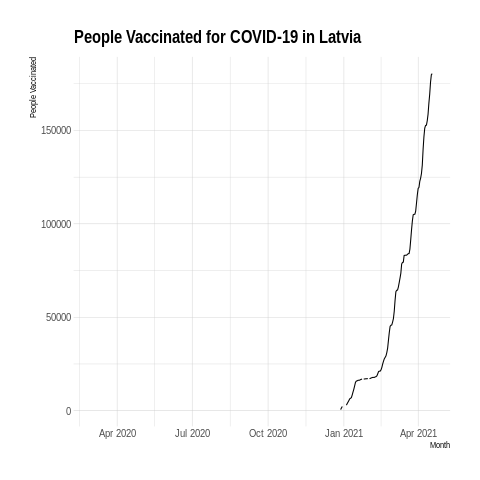 People Vaccinated for COVID-19 in Latvia
People Vaccinated
150000
100000
50000
0
Apr 2020 Jul 2020 Oct 2020 Jan 2021 Apr 2021
Month